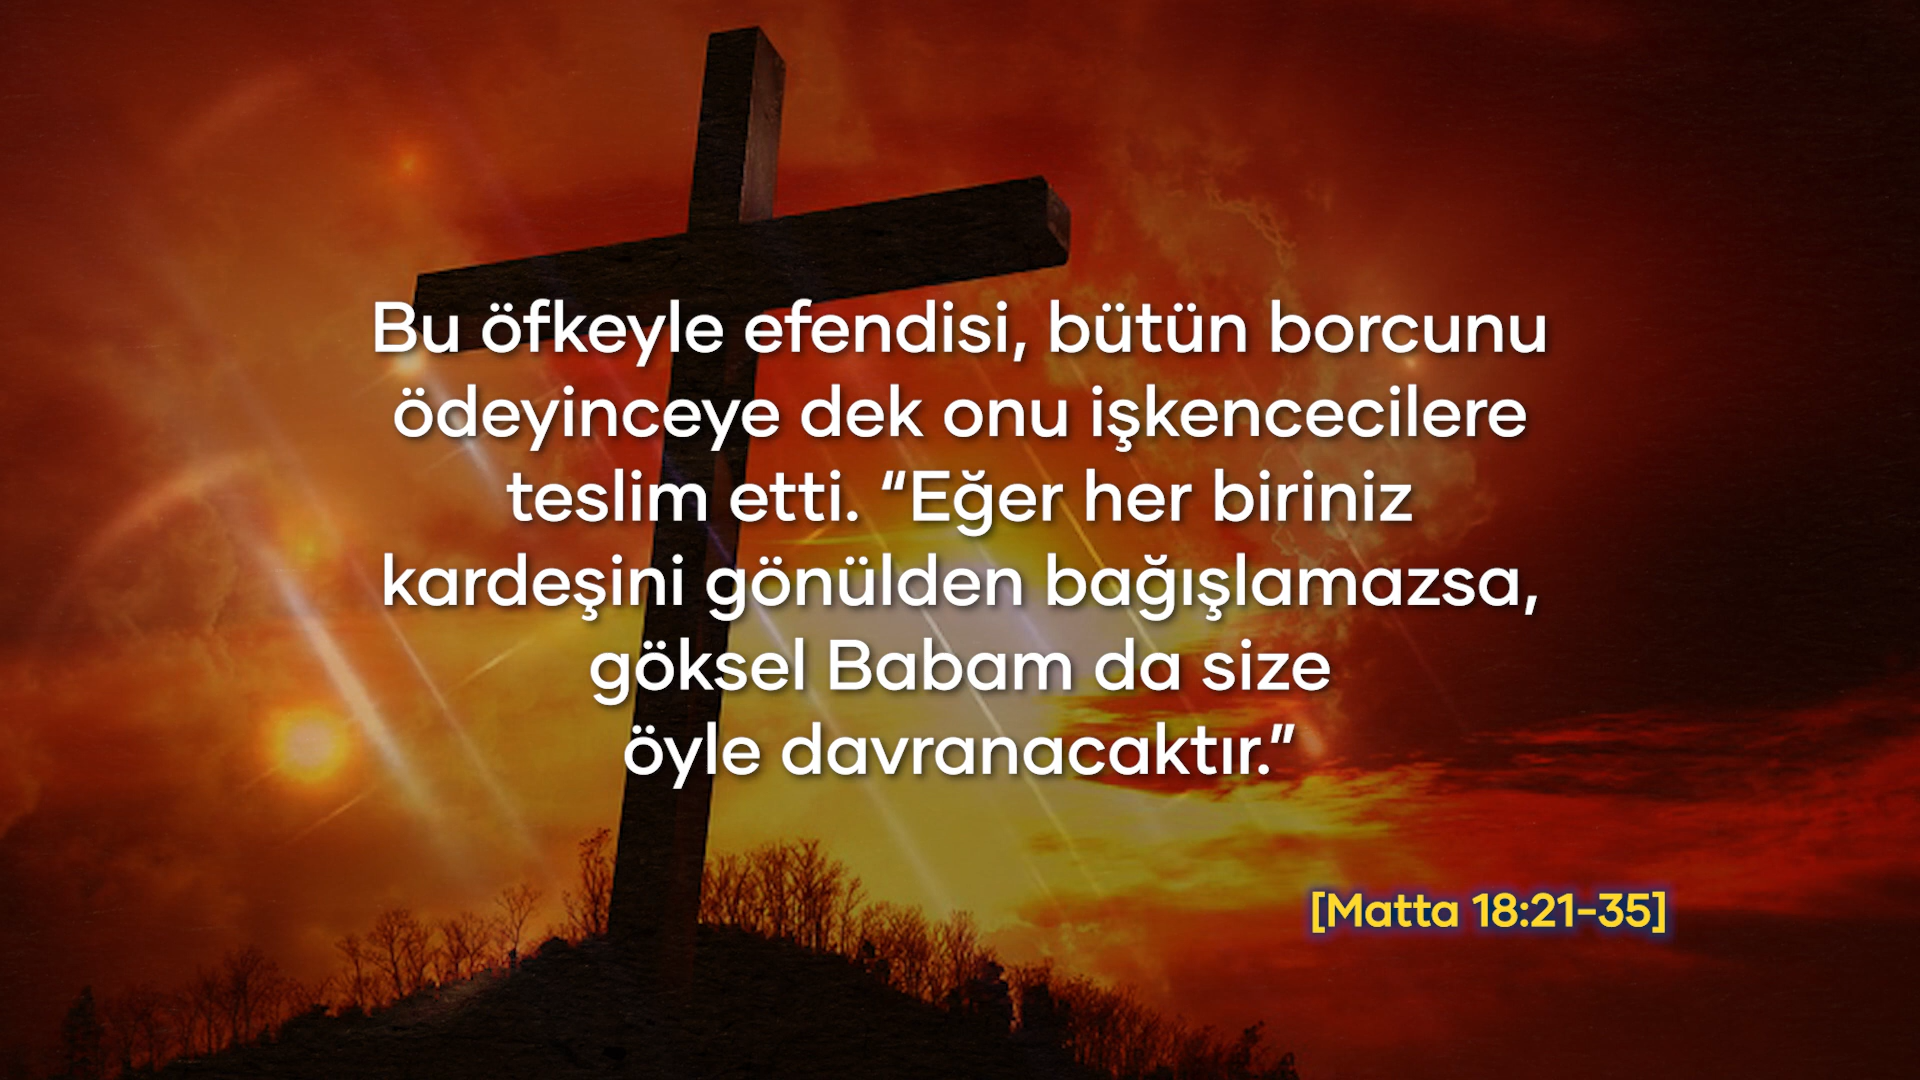 Bu öfkeyle efendisi, bütün borcunu
ödeyinceye dek onu işkencecilere
teslim etti. “Eğer her biriniz
kardeşini gönülden bağışlamazsa,
göksel Babam da size
öyle davranacaktır.”
[Matta 18:21-35]